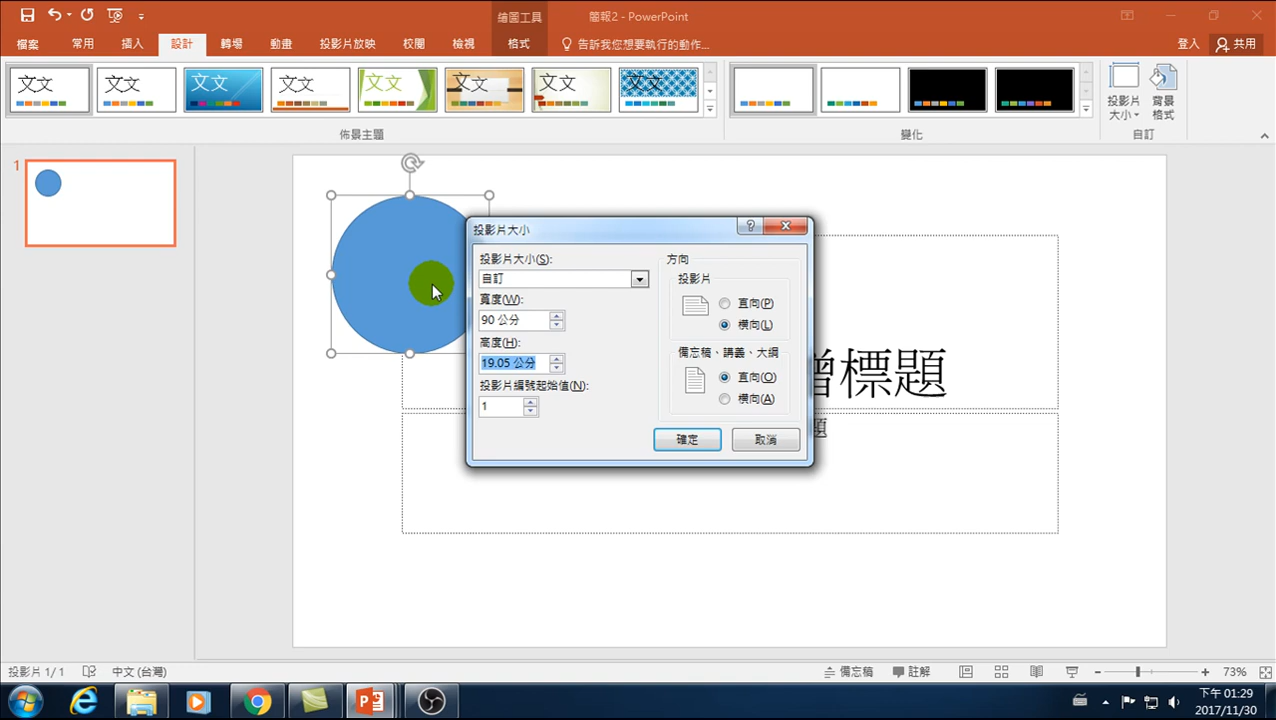 繪圖工具
簡報2 - PowerPoint
檔案
常用
插入
設計
轉場
動畫
投影片放映
校閱
檢視
格式
告訴我您想要執行的動作...
登入
共用
文文
文文
文文
文文
文文
文文
文文
文文
投影片
大小
背景
格式
佈景主題
變化
自訂
1
投影片大小
投影片大小(S):
自訂
寬度(W):
90 公分
高度(H):
19.05 公分
投影片編號起始值(N):
1
方向
投影片
直向(P)
橫向(L)
備忘稿、講義、大綱
直向(O)
橫向(A)
確定
取消
增標題
題
投影片 1/1
中文 (台灣)
備忘稿
註解
73%
下午 01:29
2017/11/30